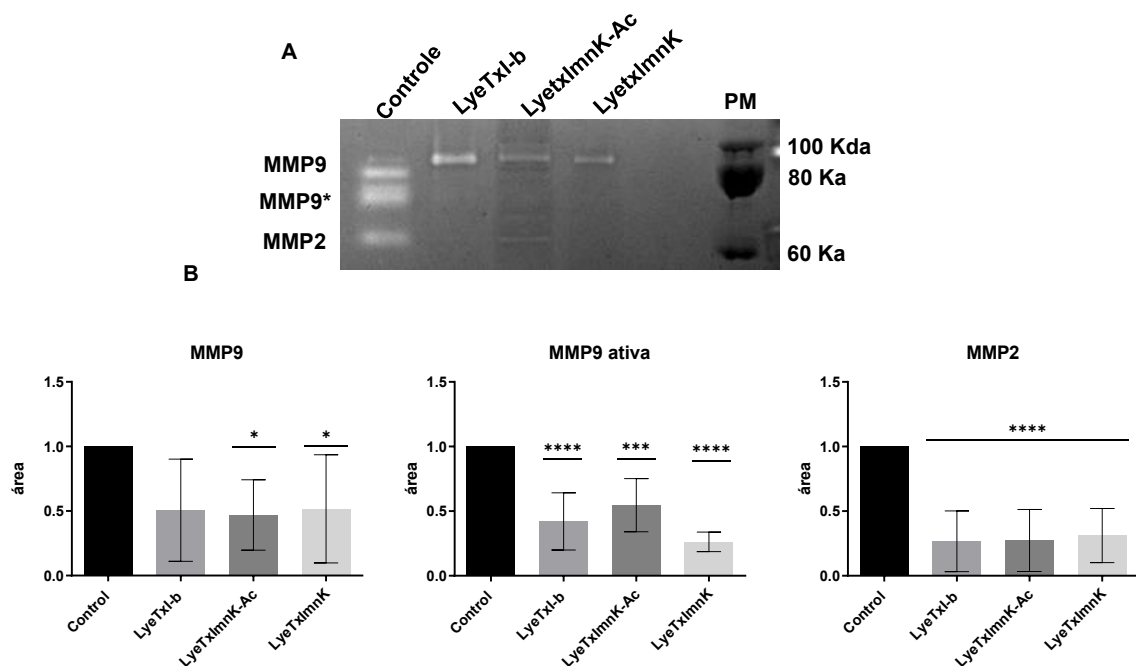 A
Controle
LyeTxI-b
LyetxImnK-Ac
LyetxImnK
PM
MMP9
MMP9*
MMP2
100 Kda
80 Ka
60 Ka
B
MMP9
área
1.5
1.0
0.5
0.0
*
*
Control
LyeTxI-b
LyeTxImnK-Ac
LyeTxImnK
MMP9 ativa
área
1.5
1.0
0.5
0.0
****
***
****
Control
LyeTxI-b
LyeTxImnK-Ac
LyeTxImnK
MMP2
área
1.5
1.0
0.5
0.0
****
Control
LyeTxI-b
LyeTxImnK-Ac
LyeTxImnK